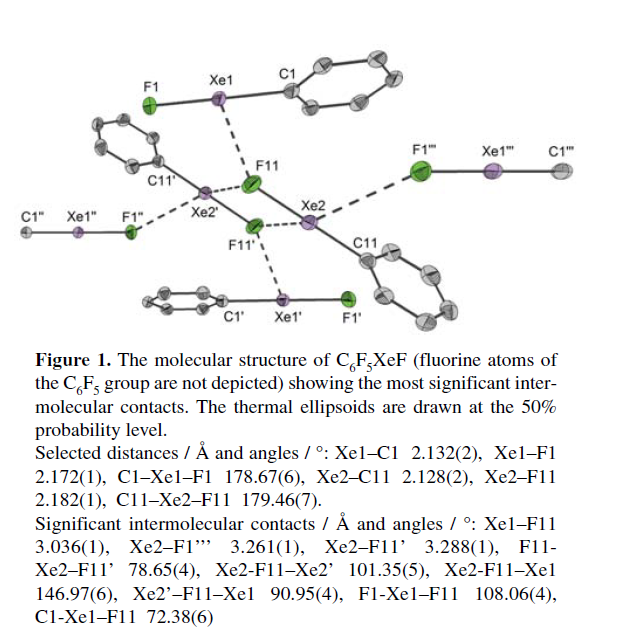 F1 Xe1 C1
F11 F1''' Xe1''' C1'''
C11'
C1" Xe1" F1" Xe2' Xe2
F11' C11
C1' Xe1' F1'
Figure 1. The molecular structure of C6F5XeF (fluorine atoms of
the C6F5 group are not depicted) showing the most significant inter-
molecular contacts. The thermal ellipsoids are drawn at the 50%
probability level.
Selected distances / Å and angles / °: Xe1–C1 2.132(2), Xe1–F1
2.172(1), C1–Xe1–F1 178.67(6), Xe2–C11 2.128(2), Xe2–F11
2.182(1), C11–Xe2–F11 179.46(7).
Significant intermolecular contacts / Å and angles / °: Xe1–F11
3.036(1), Xe2–F1”’ 3.261(1), Xe2–F11’ 3.288(1), F11-
Xe2–F11’ 78.65(4), Xe2-F11–Xe2’ 101.35(5), Xe2-F11–Xe1
146.97(6), Xe2’–F11–Xe1 90.95(4), F1-Xe1–F11 108.06(4),
C1-Xe1–F11 72.38(6)